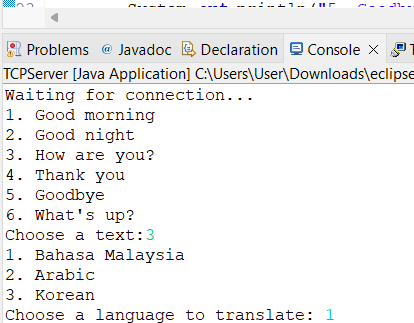 Problems @ Javadoc Declaration Console
TCPServer [Java Application] C:\Users\User\Downloads\eclipse
Waiting for connection...
1. Good morning
2. Good night
3. How are you?
4. Thank you
5. Goodbye
6. What's up?
Choose a text:3
1. Bahasa Malaysia
2. Arabic
3. Korean
Choose a language to translate: 1